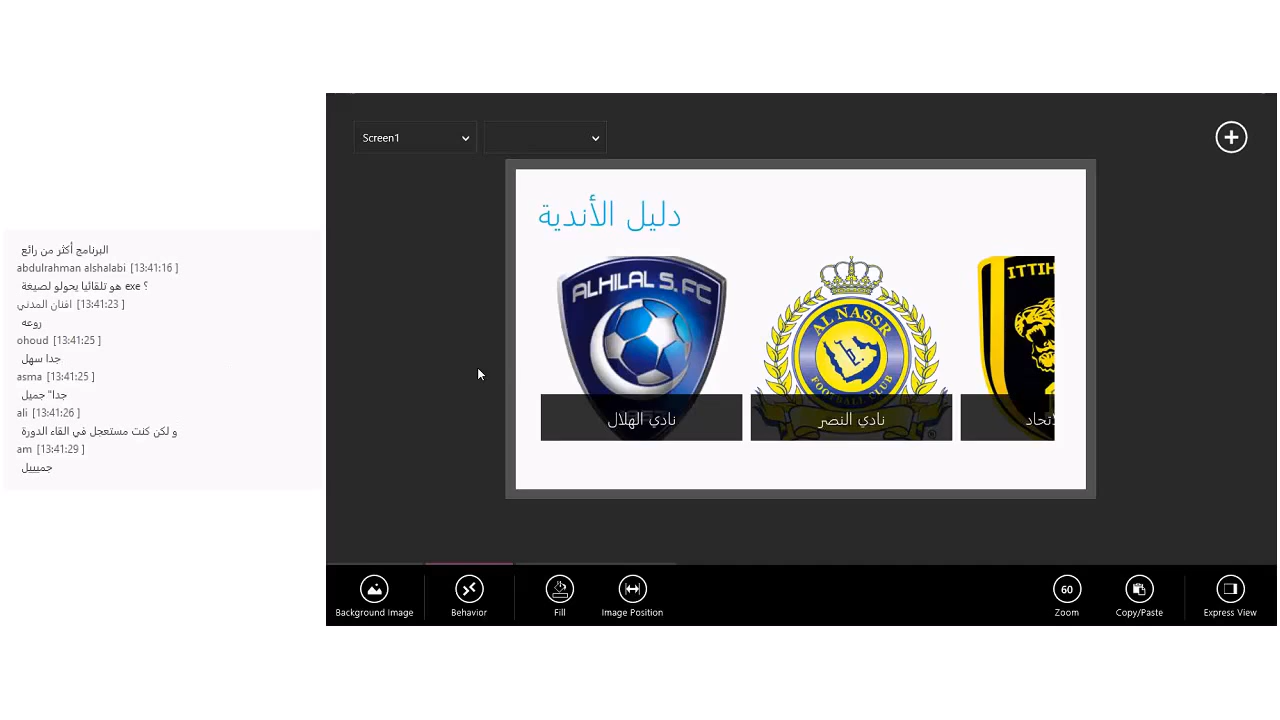 البرنامج أكثر من رائع
abdulrahman alshalabi [13:41:16 ]
هو تلقائيا يحولو لصيغة exe ؟
افنان المدني [13:41:23 ]
روعه
ohoud [13:41:25 ]
جدا سهل
asma [13:41:25 ]
جدا" جميل
ali [13:41:26 ]
و لكن كنت مستعجل في القاء الدورة
am [13:41:29 ]
جميييل
Screen1
دليل الأندية
ALHILAL S. FC
AL NASSR
FOOTBALL CLUB
ITTIH
نادي الهلال
نادي النصر
لاتحاد
Background Image
Behavior
Fill
Image Position
60
Zoom
Copy/Paste
Express View